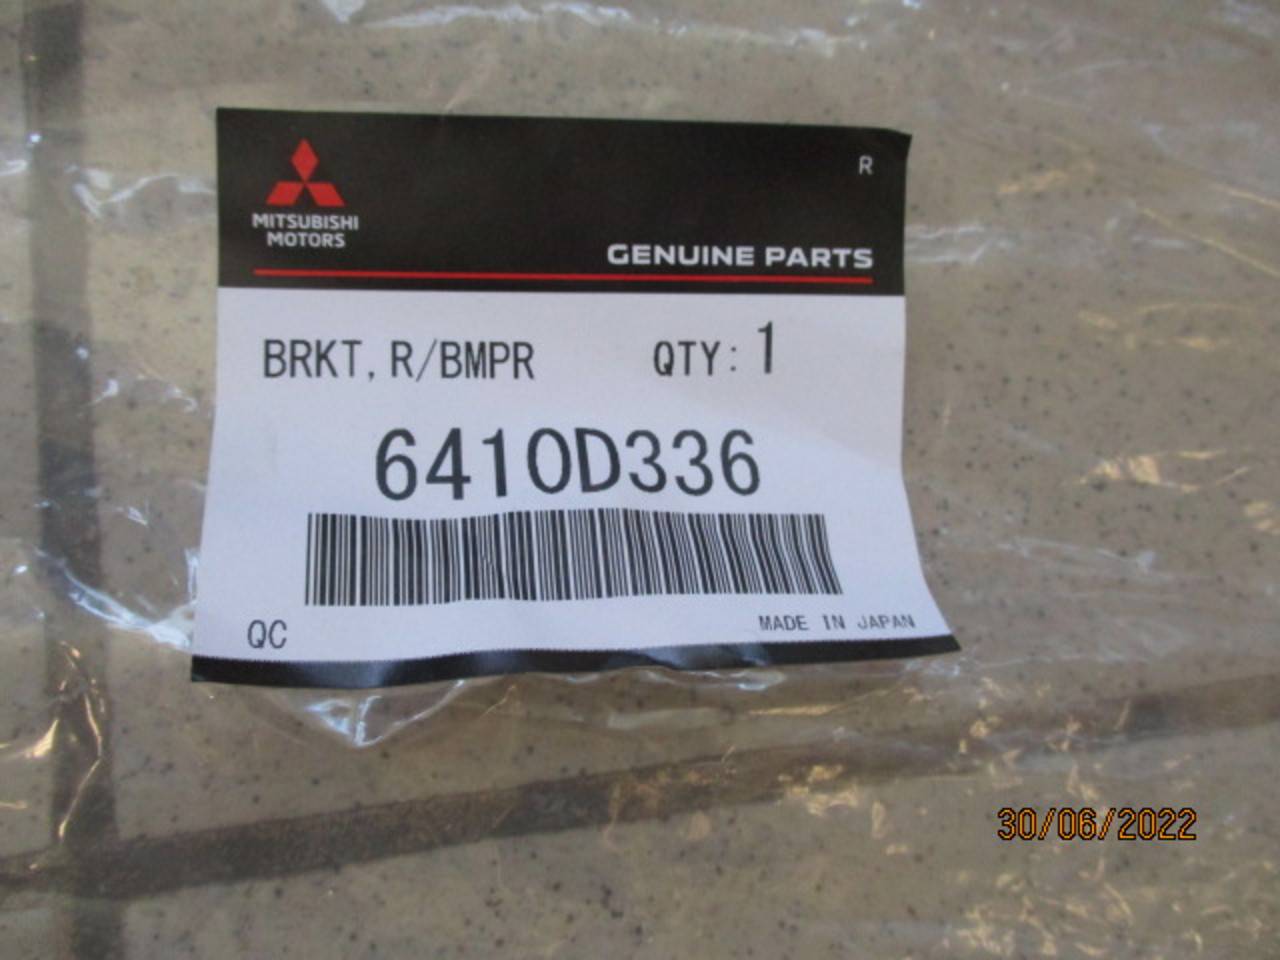 R
MITSUBISHI
MOTORS
GENUINE PARTS
BRKT, R/BMPR QTY: 1
6410D336
QC MADE IN JAPAN
30/06/2022